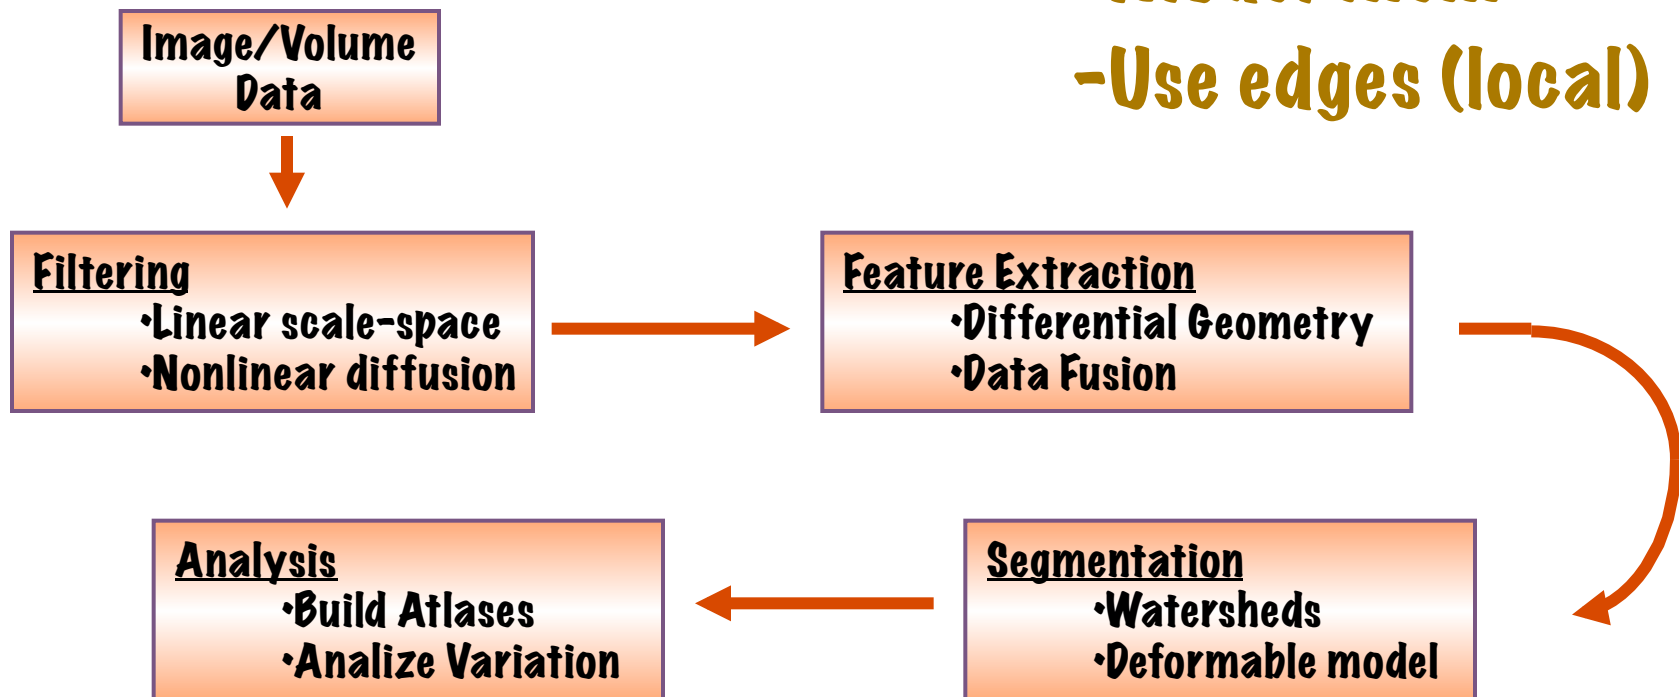 Image/Volume
Data
-Use edges (local)
Filtering
•Linear scale-space
•Nonlinear diffusion
Feature Extraction
•Differential Geometry
•Data Fusion
Analysis
•Build Atlases
•Analize Variation
Segmentation
•Watersheds
•Deformable model